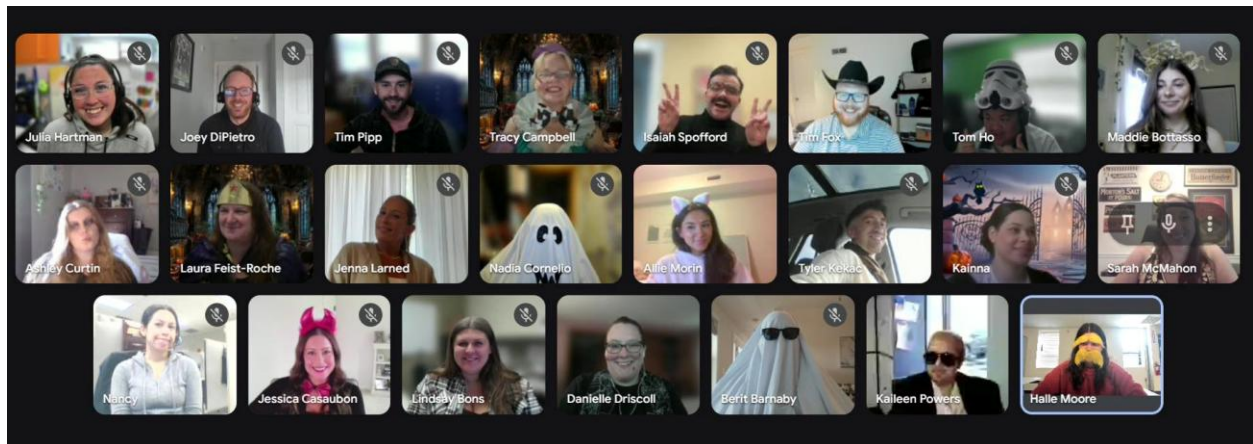 Julia Hartman
Joey DiPietro
Tim Pipp
Tracy Campbell
Isaiah Spofford
Tim Fox
Tom Ho
Maddie Bottasso
Ashley Curtin
Laura Feist-Roche
Jenna Larned
Nadia Cornelio
Allie Morin
Tyler Kekac
Kainna
Sarah McMahon
Nancy
Jessica Casaubon
Lindsay Bons
Danielle Driscoll
Berit Barnaby
Kaileen Powers
Halle Moore